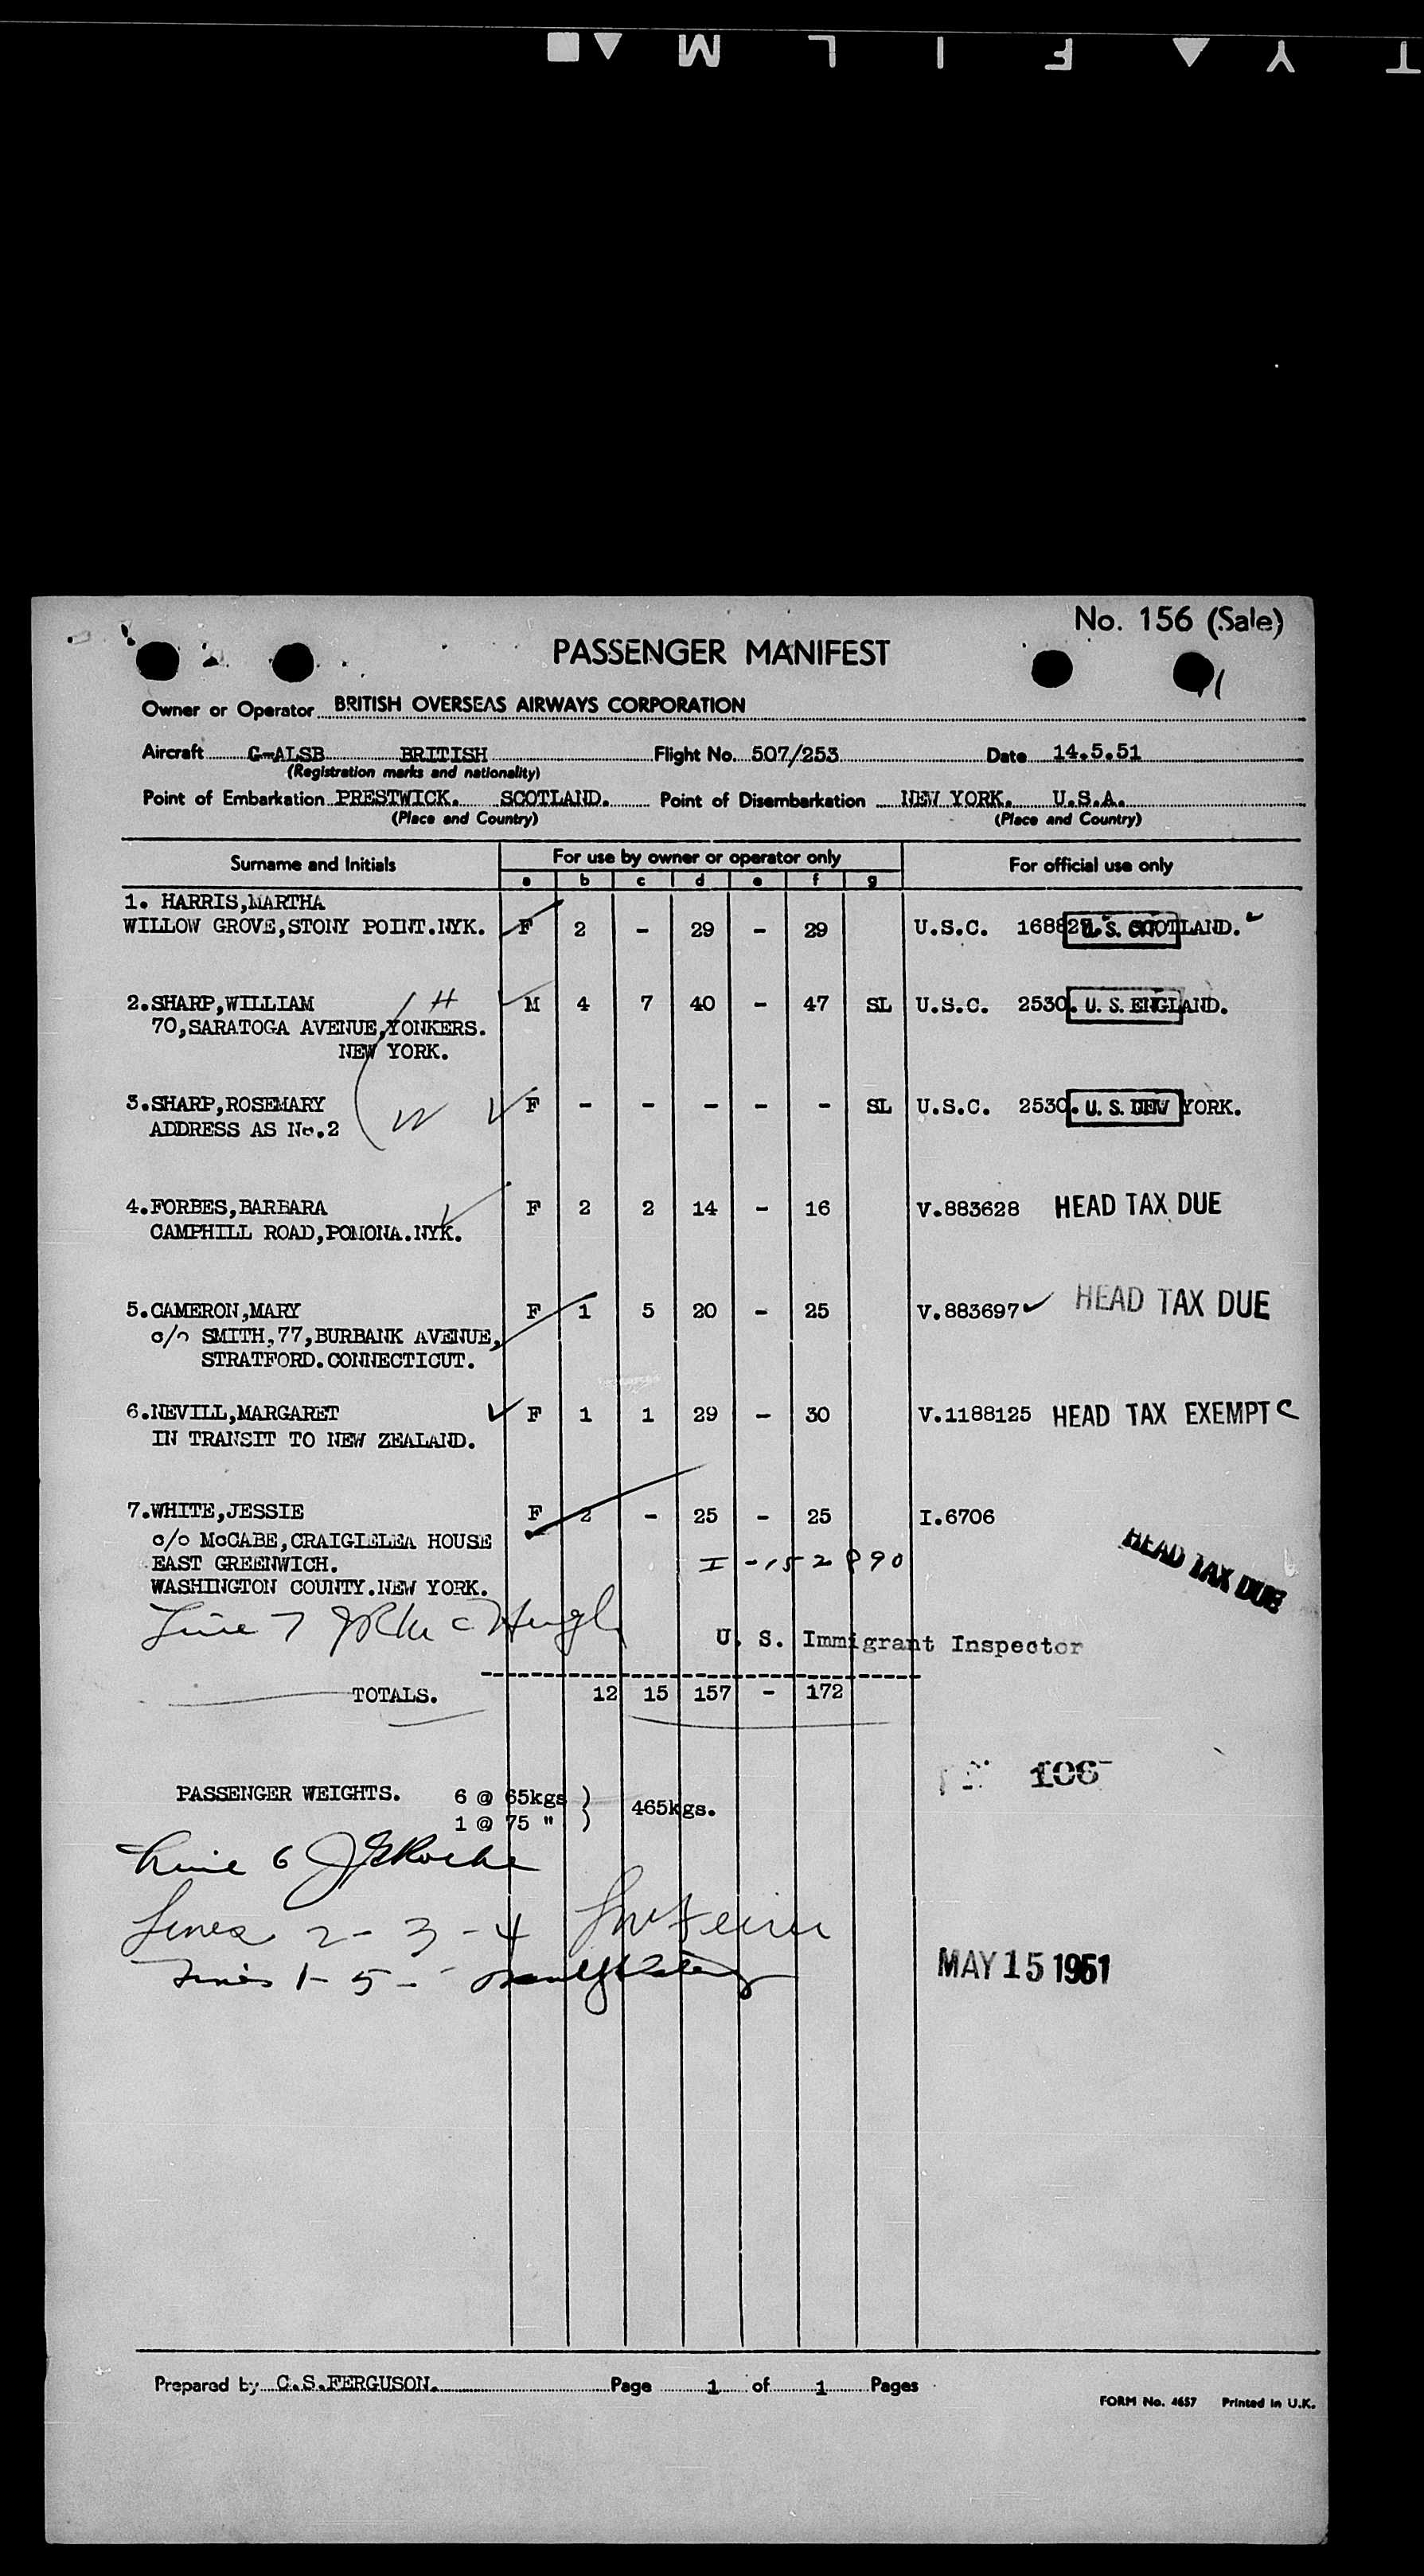 No. 156 (Sale)
PASSENGER MANIFEST
Owner or Operator BRITISH OVERSEAS AIRWAYS CORPORATION
Aircraft G-ALSB BRITISH Flight No. 507/253 Date 14.5.51
(Registration marks and nationality)
Point of Embarkation PRESTWICK. SCOTLAND. Point of Disembarkation NEW YORK. U.S.A.
(Place and Country) (Place and Country)
Surname and Initials For use by owner or operator only For official use only
a b c d e f g
1. HARRIS,MARTHA
WILLOW GROVE,STONY POINT.NYK. F 2 - 29 - 29 U.S.C. SCOTLAND.
2.SHARP,WILLIAM H M 4 7 40 - 47 SL U.S.C. 2530. U. S. ENGLAND.
70,SARATOGA AVENUE,YONKERS.
NEW YORK.
3.SHARP,ROSEMARY W F - - - - - SL U.S.C. 2530. U. S. NEW YORK.
ADDRESS AS No.2
4.FORBES,BARBARA F 2 2 14 - 16 V.883628 HEAD TAX DUE
CAMPHILL ROAD,POMONA.NYK.
5.CAMERON,MARY F 1 5 20 - 25 V.883697 HEAD TAX DUE
c/o SMITH,77,BURBANK AVENUE,
STRATFORD.CONNECTICUT.
6.NEVILL,MARGARET F 1 1 29 - 30 V.1188125 HEAD TAX EXEMPT C
IN TRANSIT TO NEW ZEALAND.
7.WHITE,JESSIE F 2 - 25 - 25 I.6706
c/o McCABE,CRAIGIELEA HOUSE HEAD TAX DUE
EAST GREENWICH. I-152890
WASHINGTON COUNTY.NEW YORK.
Line 7
U. S. Immigrant Inspector
TOTALS. 12 15 157 - 172
106
PASSENGER WEIGHTS. 6 @ 65kgs ) 465kgs.
1 @ 75 " )
Line 6
Lines 2-3-4
Lines 1-5-
MAY 15 1951
Prepared by C.S.FERGUSON. Page 1 of 1 Pages
FORM No. 4657 Printed in U.K.